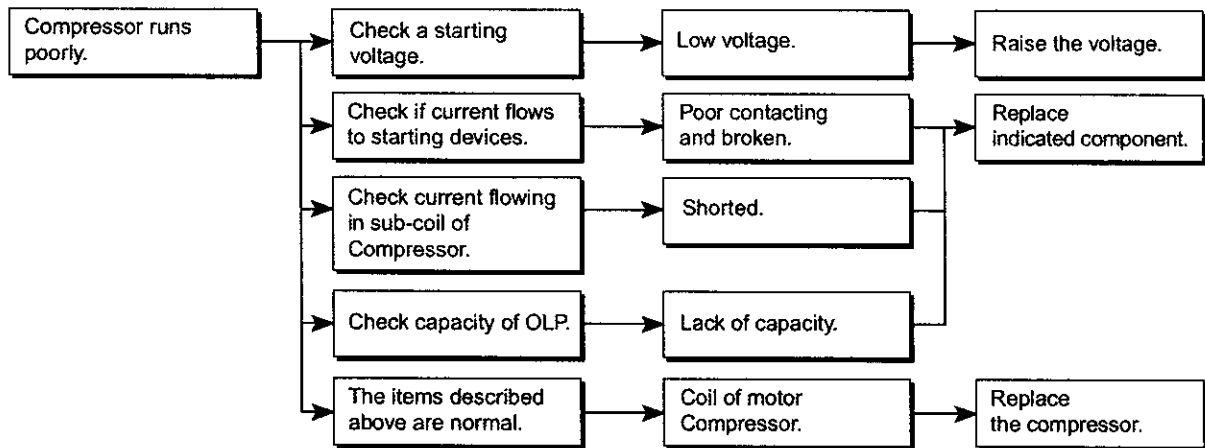 Compressor runs
poorly.
Check a starting
voltage.
Low voltage.
Raise the voltage.
Check if current flows
to starting devices.
Poor contacting
and broken.
Replace
indicated component.
Check current flowing
in sub-coil of
Compressor.
Shorted.
Check capacity of OLP.
Lack of capacity.
The items described
above are normal.
Coil of motor
Compressor.
Replace
the compressor.